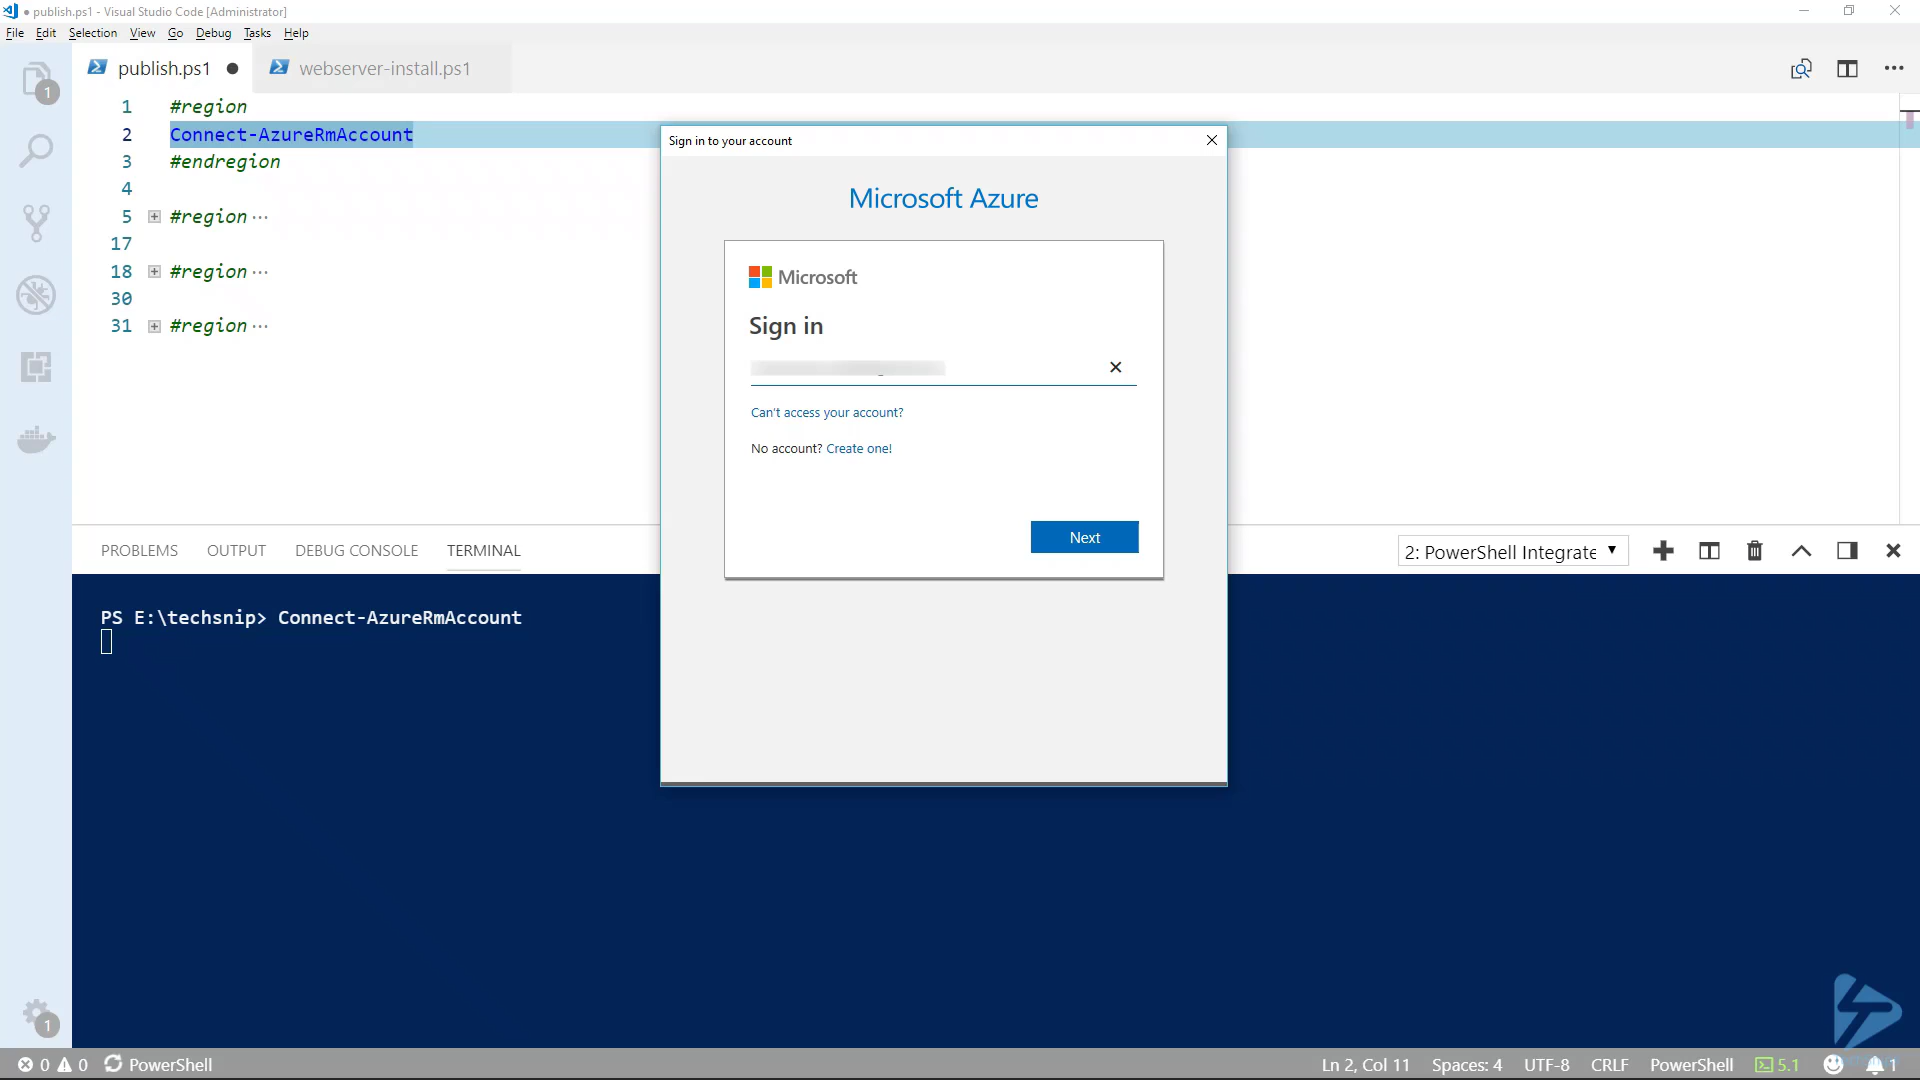 ● publish.ps1 - Visual Studio Code [Administrator]
File Edit Selection View Go Debug Tasks Help
publish.ps1 ● webserver-install.ps1
1
1 #region
2 Connect-AzureRmAccount
3 #endregion
4
5 #region ...
17
18 #region ...
30
31 #region ...
Sign in to your account
Microsoft Azure
Microsoft
Sign in
Can't access your account?
No account? Create one!
Next
PROBLEMS OUTPUT DEBUG CONSOLE TERMINAL 2: PowerShell Integrate
PS E:\techsnip> Connect-AzureRmAccount
1
0 0 PowerShell Ln 2, Col 11 Spaces: 4 UTF-8 CRLF PowerShell 5.1 1